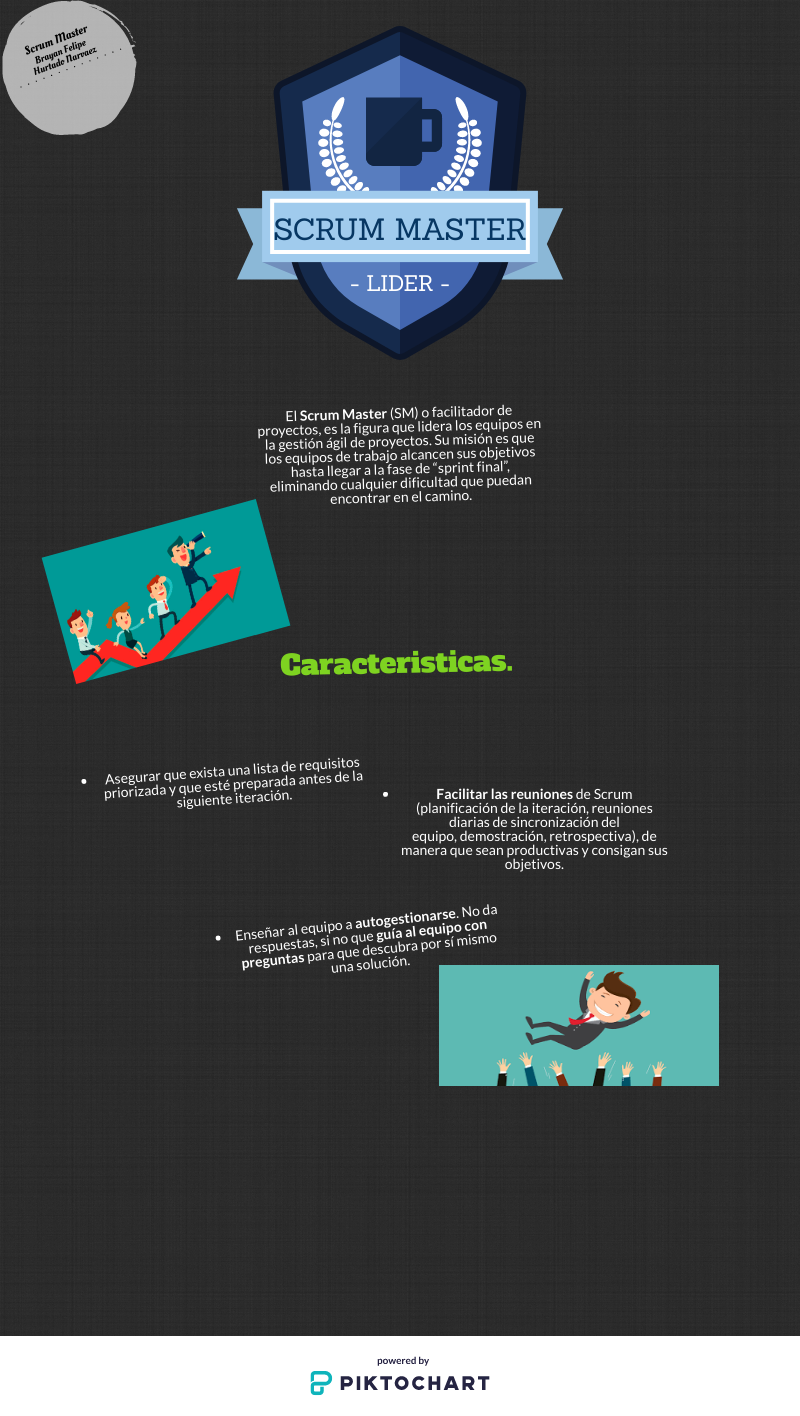 Scrum Master
Brayan Felipe
Hurtado Narvaez
SCRUM MASTER
- LIDER -
El Scrum Master (SM) o facilitador de
proyectos, es la figura que lidera los equipos en
la gestión ágil de proyectos. Su misión es que
los equipos de trabajo alcancen sus objetivos
hasta llegar a la fase de “sprint final”,
eliminando cualquier dificultad que puedan
encontrar en el camino.
Caracteristicas.
• Asegurar que exista una lista de requisitos
priorizada y que esté preparada antes de la
siguiente iteración.
• Facilitar las reuniones de Scrum
(planificación de la iteración, reuniones
diarias de sincronización del
equipo, demostración, retrospectiva), de
manera que sean productivas y consigan sus
objetivos.
• Enseñar al equipo a autogestionarse. No da
respuestas, si no que guía al equipo con
preguntas para que descubra por sí mismo
una solución.
powered by
PIKTOCHART